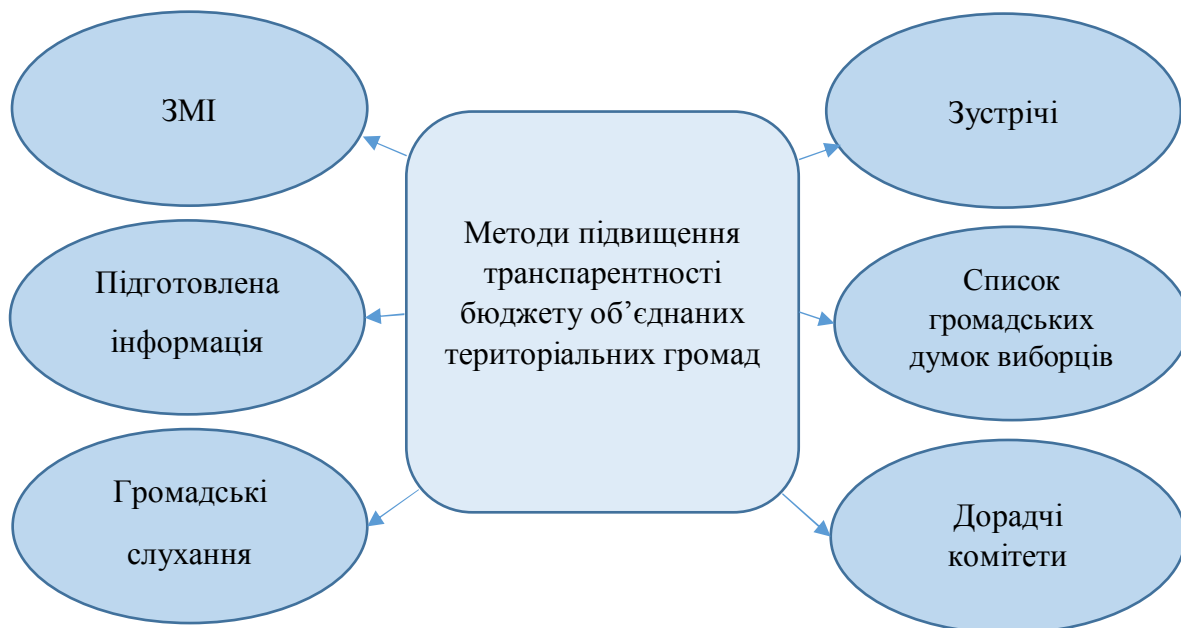 ЗМІ
Підготовлена
інформація
Громадські
слухання
Методи підвищення
транспарентності
бюджету об’єднаних
територіальних громад
Зустрічі
Список
громадських
думок виборців
Дорадчі
комітети